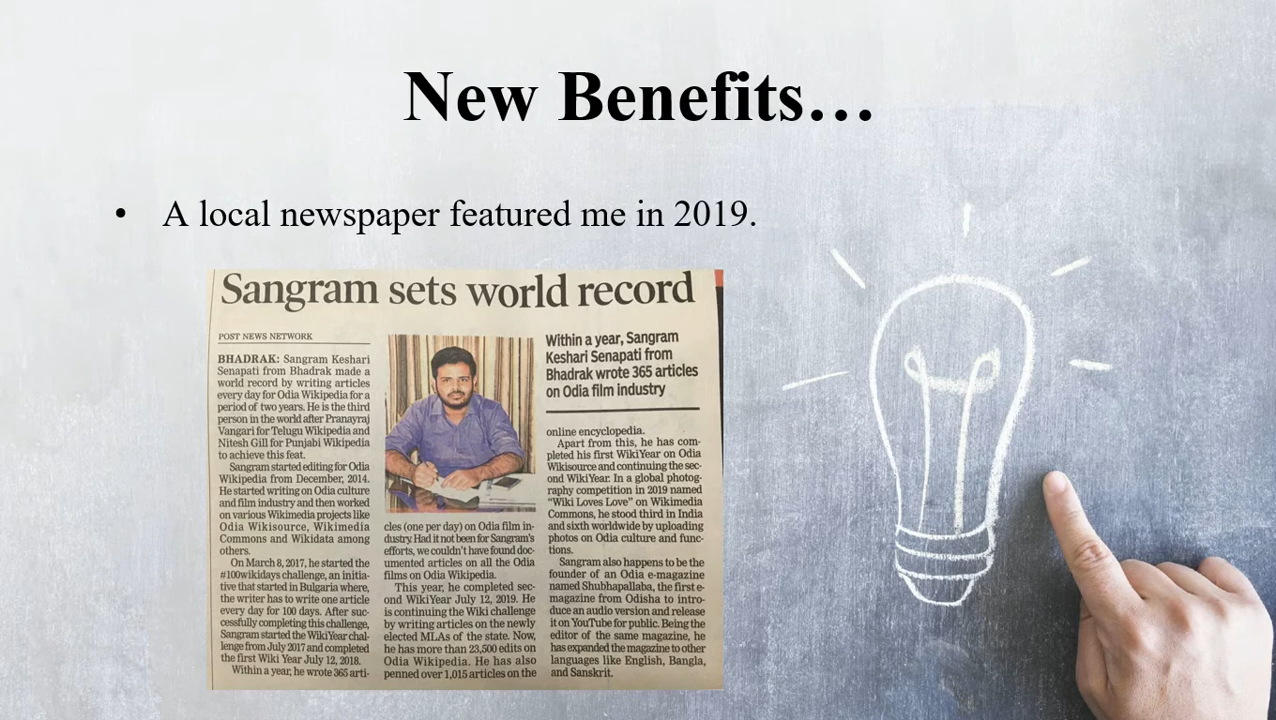 New Benefits…
• A local newspaper featured me in 2019.
Sangram sets world record
POST NEWS NETWORK
BHADRAK: Sangram Keshari
Senapati from Bhadrak made a
world record by writing articles
every day for Odia Wikipedia for a
period of two years. He is the third
person in the world after Pranayraj
Vangari for Telugu Wikipedia and
Nitesh Gill for Punjabi Wikipedia
to achieve this feat.
Sangram started editing for Odia
Wikipedia from December, 2014.
He started writing on Odia culture
and film industry and then worked
on various Wikimedia projects like
Odia Wikisource, Wikimedia
Commons and Wikidata among
others.
On March 8, 2017, he started the
#100wikidays challenge, an initia-
tive that started in Bulgaria where,
the writer has to write one article
every day for 100 days. After suc-
cessfully completing this challenge,
Sangram started the WikiYear chal-
lenge from July 2017 and completed
the first Wiki Year July 12, 2018.
Within a year, he wrote 365 arti-
cles (one per day) on Odia film in-
dustry. Had it not been for Sangram's
efforts, we couldn't have found doc-
umented articles on all the Odia
films on Odia Wikipedia.
This year, he completed sec-
ond WikiYear July 12, 2019. He
is continuing the Wiki challenge
by writing articles on the newly
elected MLAs of the state. Now,
he has more than 23,500 edits on
Odia Wikipedia. He has also
penned over 1,015 articles on the
Within a year, Sangram
Keshari Senapati from
Bhadrak wrote 365 articles
on Odia film industry
online encyclopedia.
Apart from this, he has com-
pleted his first WikiYear on Odia
Wikisource and continuing the sec-
ond WikiYear. In a global photog-
raphy competition in 2019 named
"Wiki Loves Love" on Wikimedia
Commons, he stood third in India
and sixth worldwide by uploading
photos on Odia culture and func-
tions.
Sangram also happens to be the
founder of an Odia e-magazine
named Shubhapallaba, the first e-
magazine from Odisha to intro-
duce an audio version and release
it on YouTube for public. Being the
editor of the same magazine, he
has expanded the magazine to other
languages like English, Bangla,
and Sanskrit.